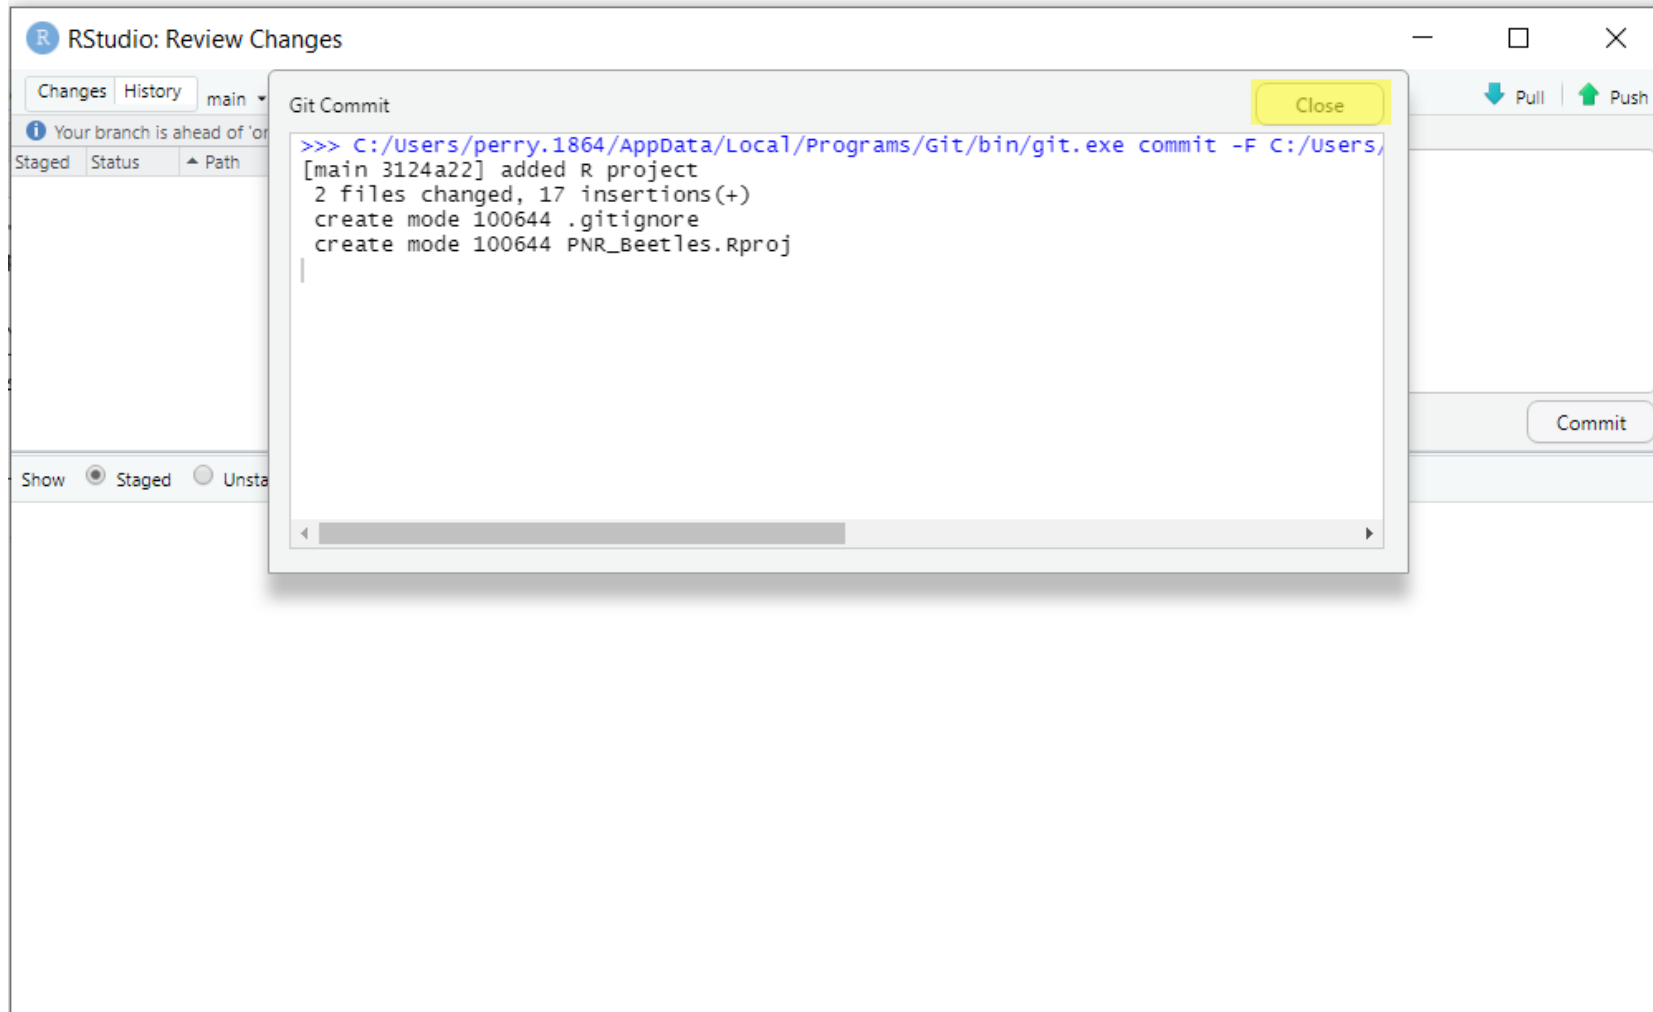 R RStudio: Review Changes
Changes History main Pull Push
Your branch is ahead of 'or
Staged Status Path
Git Commit Close
>>> C:/Users/perry.1864/AppData/Local/Programs/Git/bin/git.exe commit -F C:/Users/
[main 3124a22] added R project
2 files changed, 17 insertions(+)
create mode 100644 .gitignore
create mode 100644 PNR_Beetles.Rproj
Commit
Show Staged Unsta